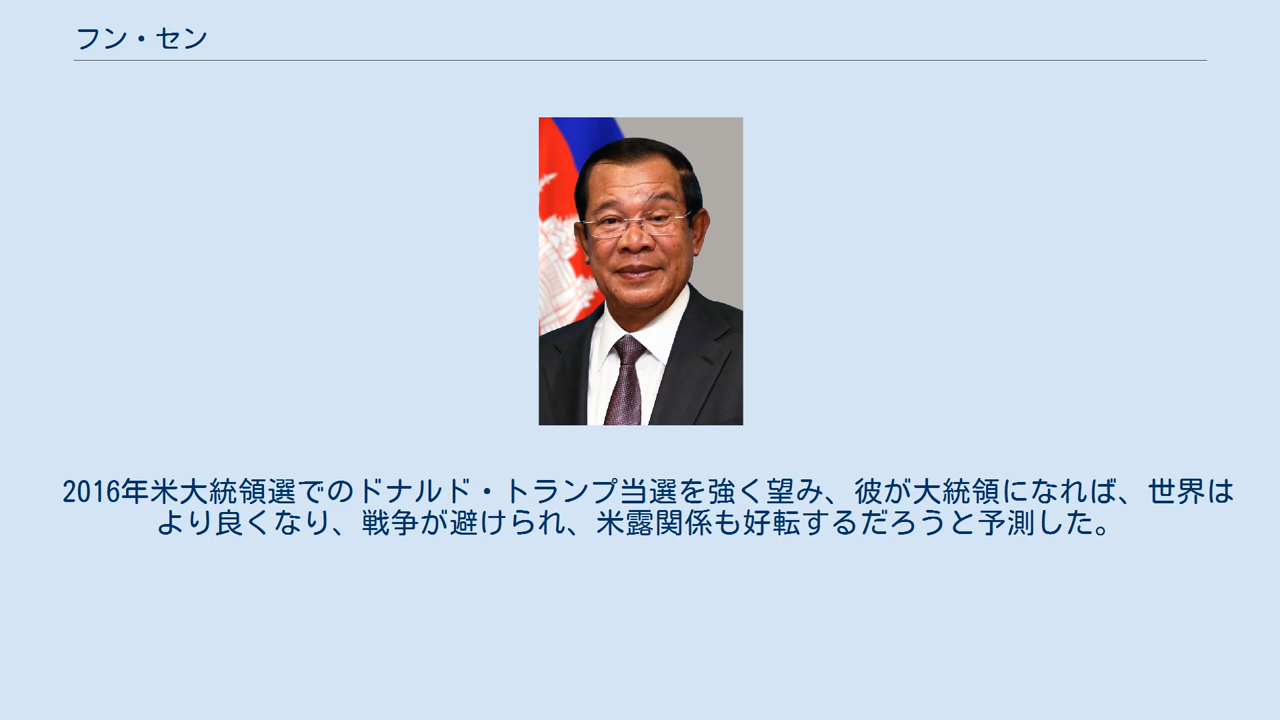 フン・セン
2016年米大統領選でのドナルド・トランプ当選を強く望み、彼が大統領になれば、世界は
より良くなり、戦争が避けられ、米露関係も好転するだろうと予測した。